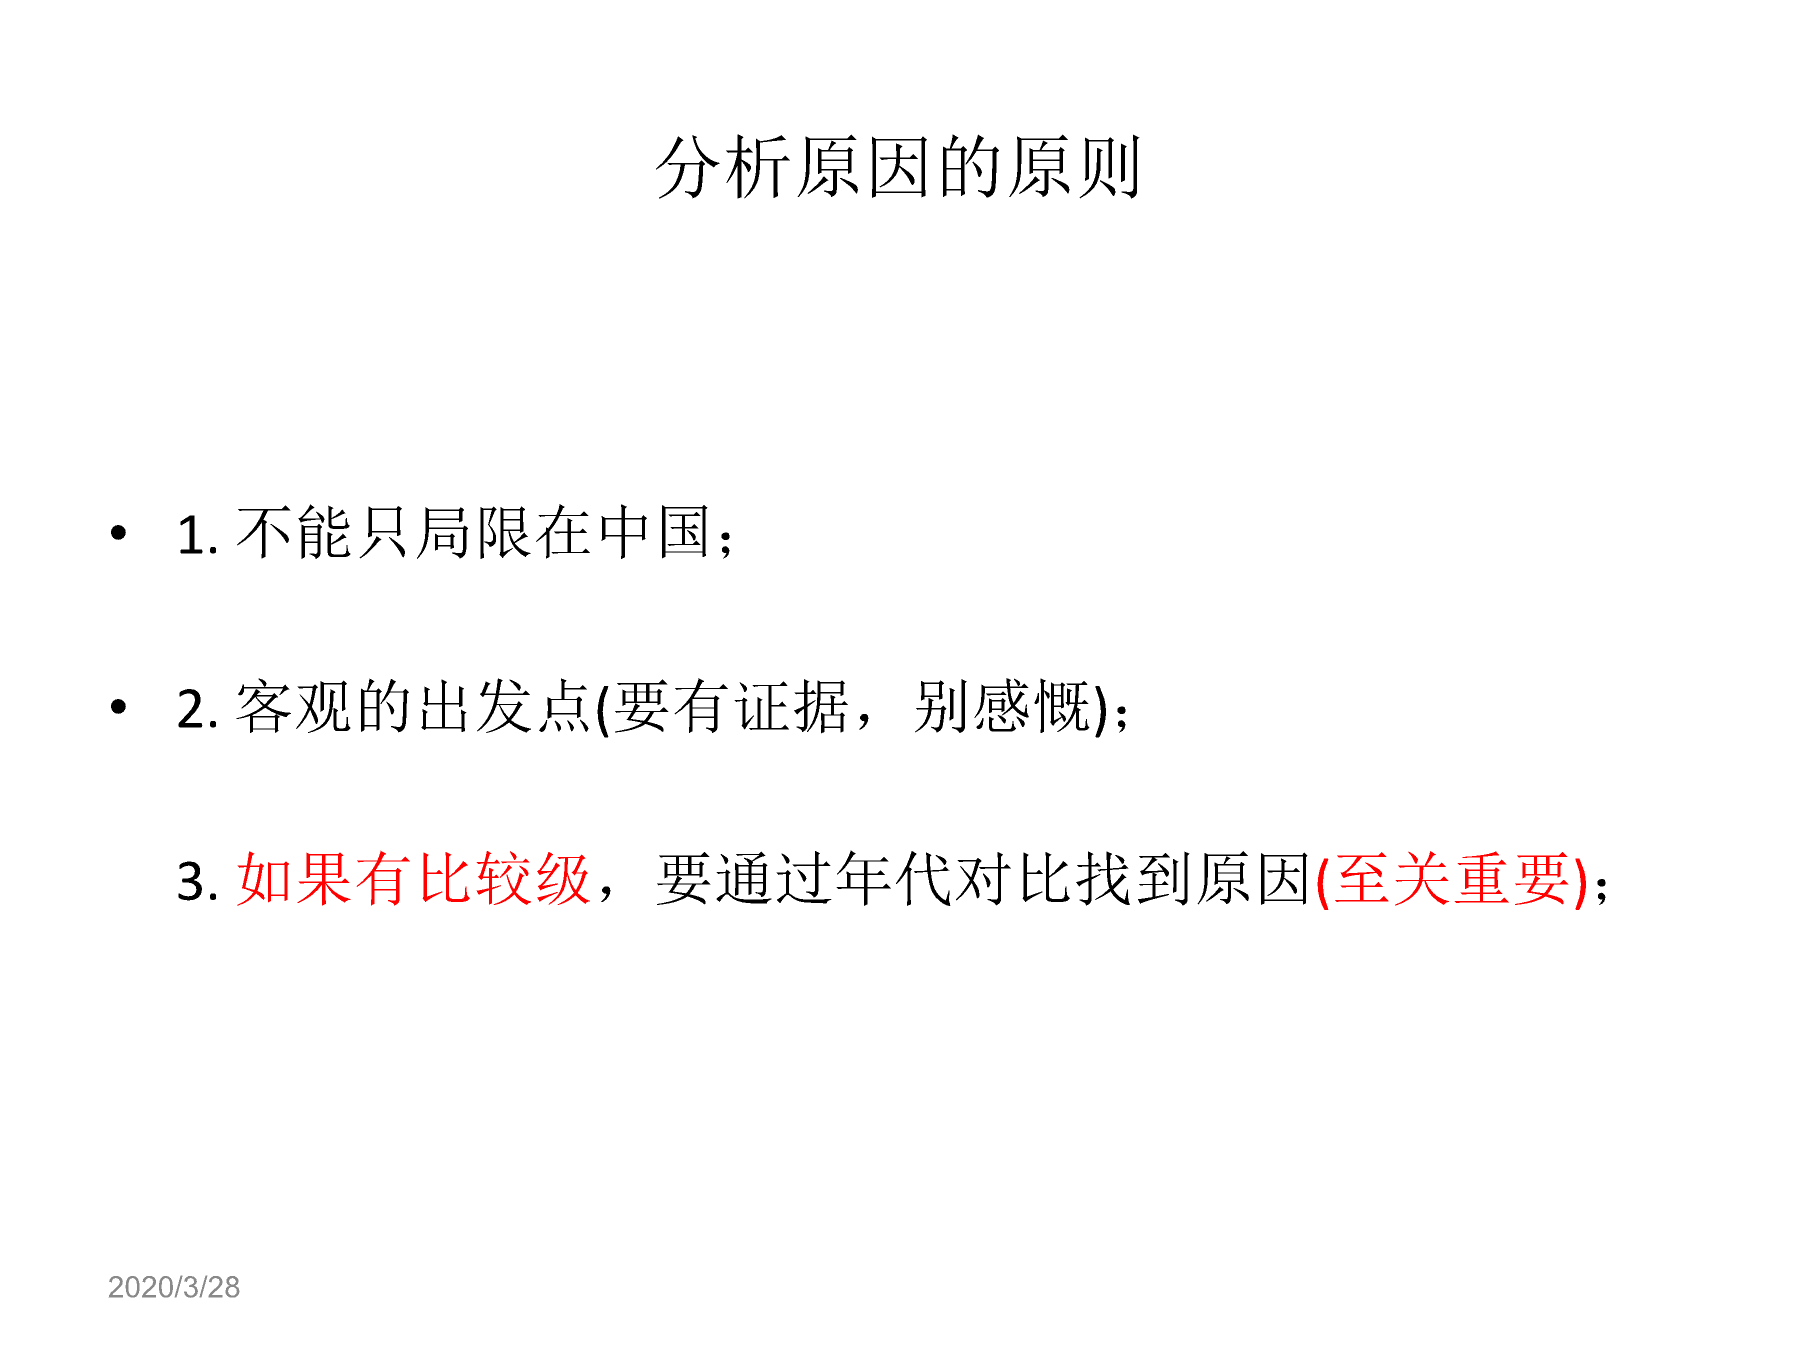 分析原因的原则
• 1. 不能只局限在中国；
• 2. 客观的出发点(要有证据，别感慨)；
3. 如果有比较级，要通过年代对比找到原因(至关重要)；
2020/3/28